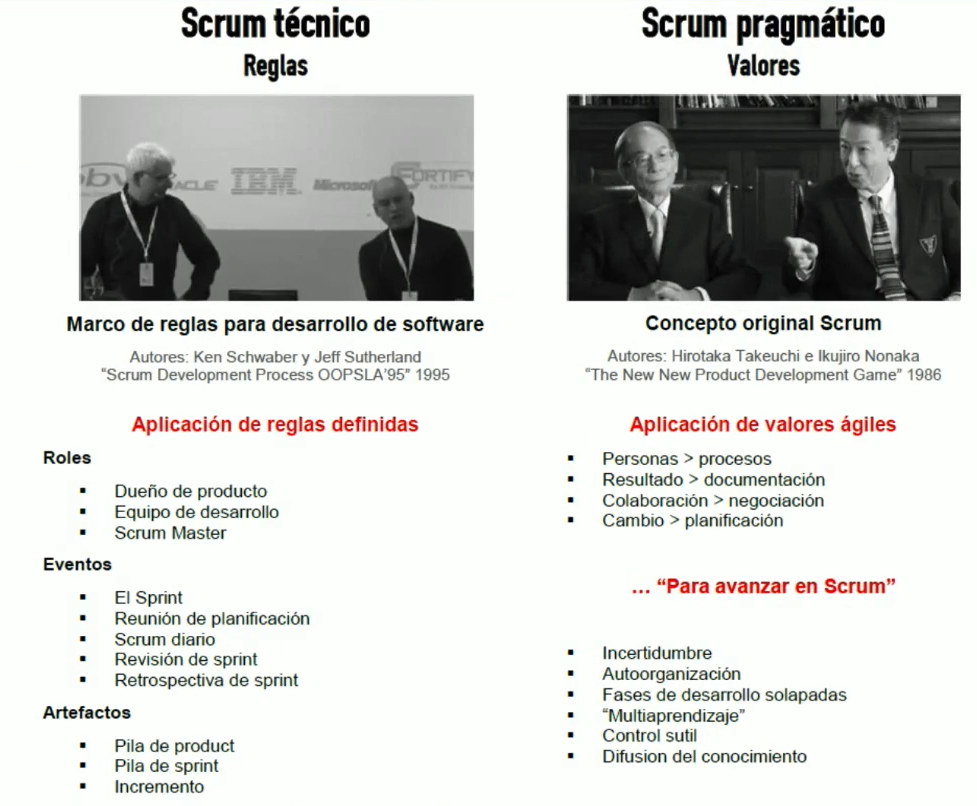 Scrum técnico
Reglas
ORACLE
IBM
Microsoft
FORTIFY
Marco de reglas para desarrollo de software
Autores: Ken Schwaber y Jeff Sutherland
“Scrum Development Process OOPSLA’95” 1995
Aplicación de reglas definidas
Roles
▪ Dueño de producto
▪ Equipo de desarrollo
▪ Scrum Master
Eventos
▪ El Sprint
▪ Reunión de planificación
▪ Scrum diario
▪ Revisión de sprint
▪ Retrospectiva de sprint
Artefactos
▪ Pila de product
▪ Pila de sprint
▪ Incremento
Scrum pragmático
Valores
Concepto original Scrum
Autores: Hirotaka Takeuchi e Ikujiro Nonaka
“The New New Product Development Game” 1986
Aplicación de valores ágiles
▪ Personas > procesos
▪ Resultado > documentación
▪ Colaboración > negociación
▪ Cambio > planificación
... “Para avanzar en Scrum”
▪ Incertidumbre
▪ Autoorganización
▪ Fases de desarrollo solapadas
▪ “Multiaprendizaje”
▪ Control sutil
▪ Difusion del conocimiento